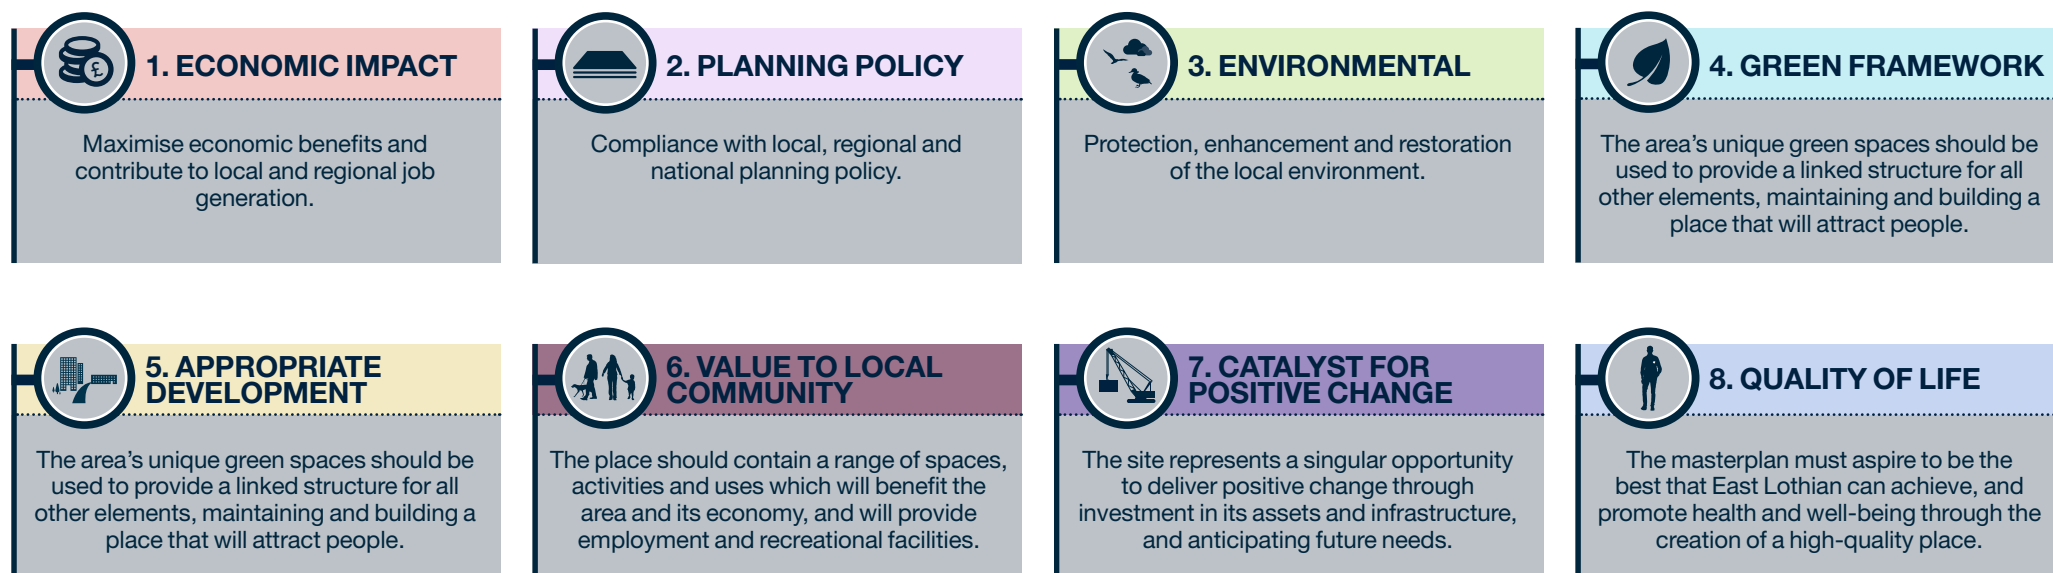 1. ECONOMIC IMPACT
Maximise economic benefits and
contribute to local and regional job
generation.
2. PLANNING POLICY
Compliance with local, regional and
national planning policy.
3. ENVIRONMENTAL
Protection, enhancement and restoration
of the local environment.
4. GREEN FRAMEWORK
The area’s unique green spaces should be
used to provide a linked structure for all
other elements, maintaining and building a
place that will attract people.
5. APPROPRIATE
DEVELOPMENT
The area’s unique green spaces should be
used to provide a linked structure for all
other elements, maintaining and building a
place that will attract people.
6. VALUE TO LOCAL
COMMUNITY
The place should contain a range of spaces,
activities and uses which will benefit the
area and its economy, and will provide
employment and recreational facilities.
7. CATALYST FOR
POSITIVE CHANGE
The site represents a singular opportunity
to deliver positive change through
investment in its assets and infrastructure,
and anticipating future needs.
8. QUALITY OF LIFE
The masterplan must aspire to be the
best that East Lothian can achieve, and
promote health and well-being through the
creation of a high-quality place.